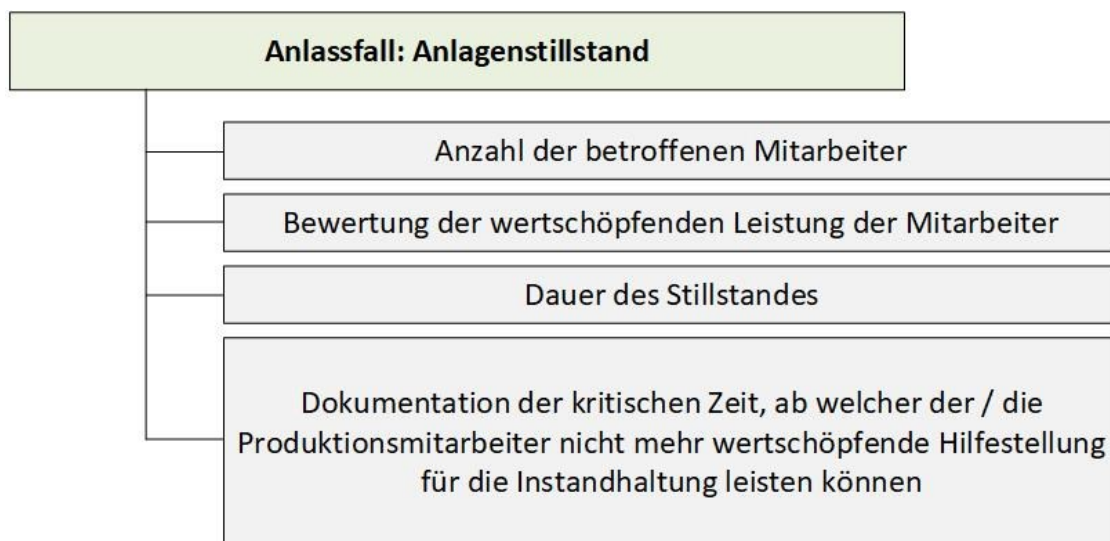 Anlassfall: Anlagenstillstand
Anzahl der betroffenen Mitarbeiter
Bewertung der wertschöpfenden Leistung der Mitarbeiter
Dauer des Stillstandes
Dokumentation der kritischen Zeit, ab welcher der / die
Produktionsmitarbeiter nicht mehr wertschöpfende Hilfestellung
für die Instandhaltung leisten können